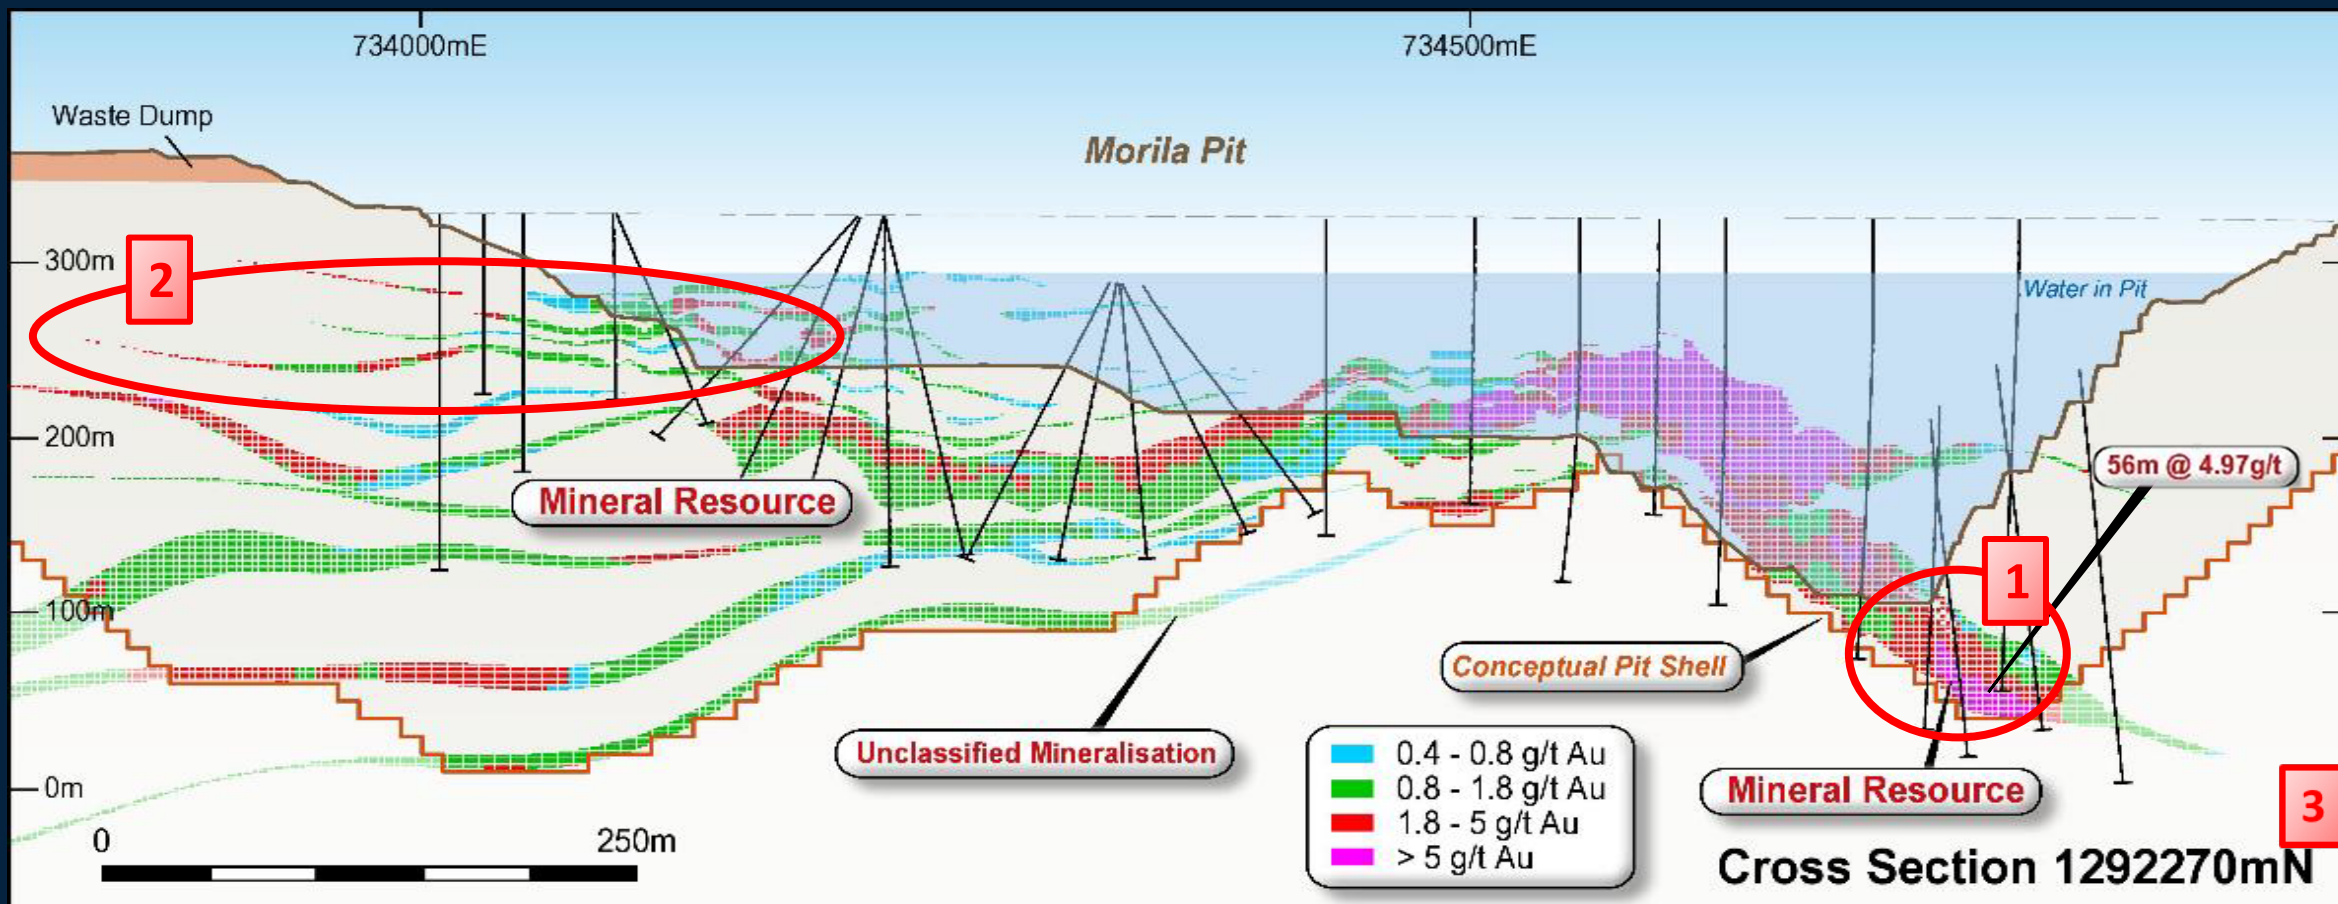 734000mE
734500mE
Waste Dump
Morila Pit
300m
2
Water in Pit
200m
56m @ 4.97g/t
Mineral Resource
1
100m
Conceptual Pit Shell
Unclassified Mineralisation
0.4 - 0.8 g/t Au
0.8 - 1.8 g/t Au
1.8 - 5 g/t Au
> 5 g/t Au
Mineral Resource
0m
3
0
250m
Cross Section 1292270mN